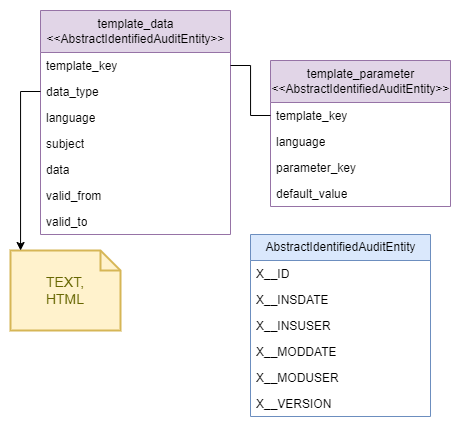 template_data
<<AbstractIdentifiedAuditEntity>>
template_key
data_type
language
subject
data
valid_from
valid_to
template_parameter
<<AbstractIdentifiedAuditEntity>>
template_key
language
parameter_key
default_value
TEXT,
HTML
AbstractIdentifiedAuditEntity
X__ID
X__INSDATE
X__INSUSER
X__MODDATE
X__MODUSER
X__VERSION